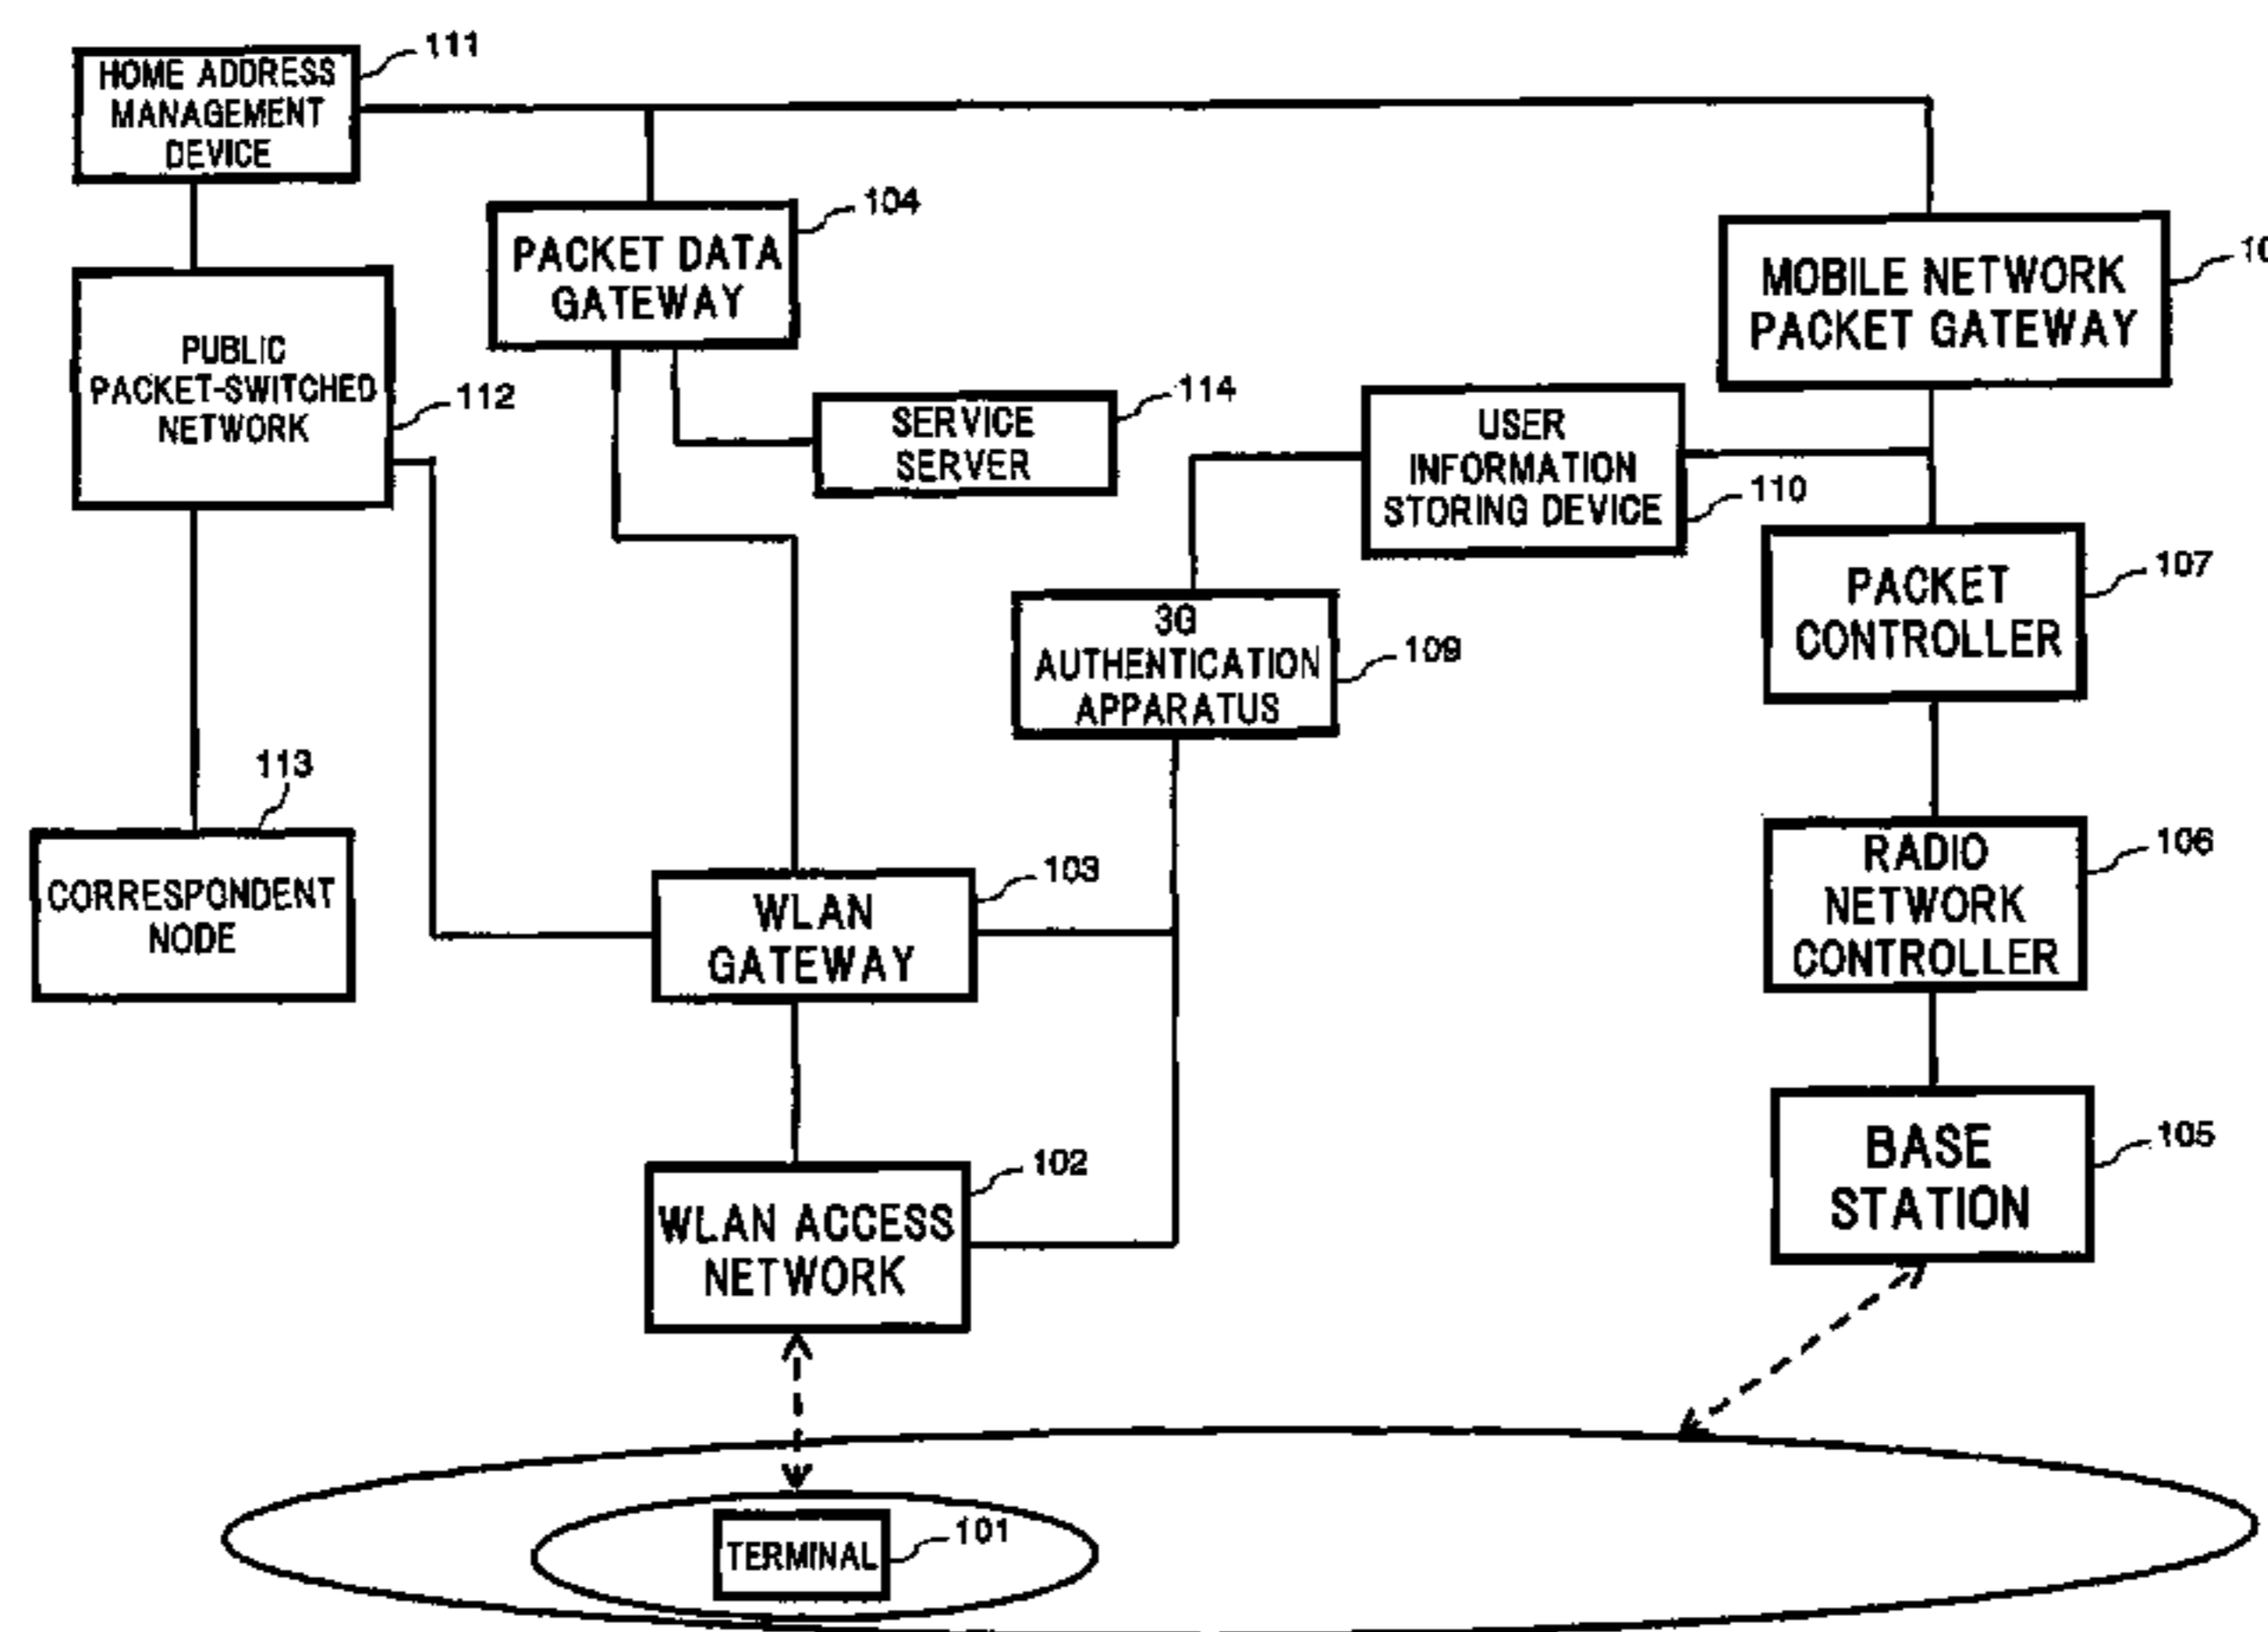 111
HOME ADDRESS
MANAGEMENT
DEVICE
104
PACKET DATA
GATEWAY
10
MOBILE NETWORK
PACKET GATEWAY
PUBLIC
PACKET-SWITCHED
NETWORK
112
114
SERVICE
SERVER
USER
INFORMATION
STORING DEVICE
110
107
PACKET
CONTROLLER
3G
AUTHENTICATION
APPARATUS
109
113
CORRESPONDENT
NODE
103
WLAN
GATEWAY
106
RADIO
NETWORK
CONTROLLER
102
WLAN ACCESS
NETWORK
105
BASE
STATION
TERMINAL
101